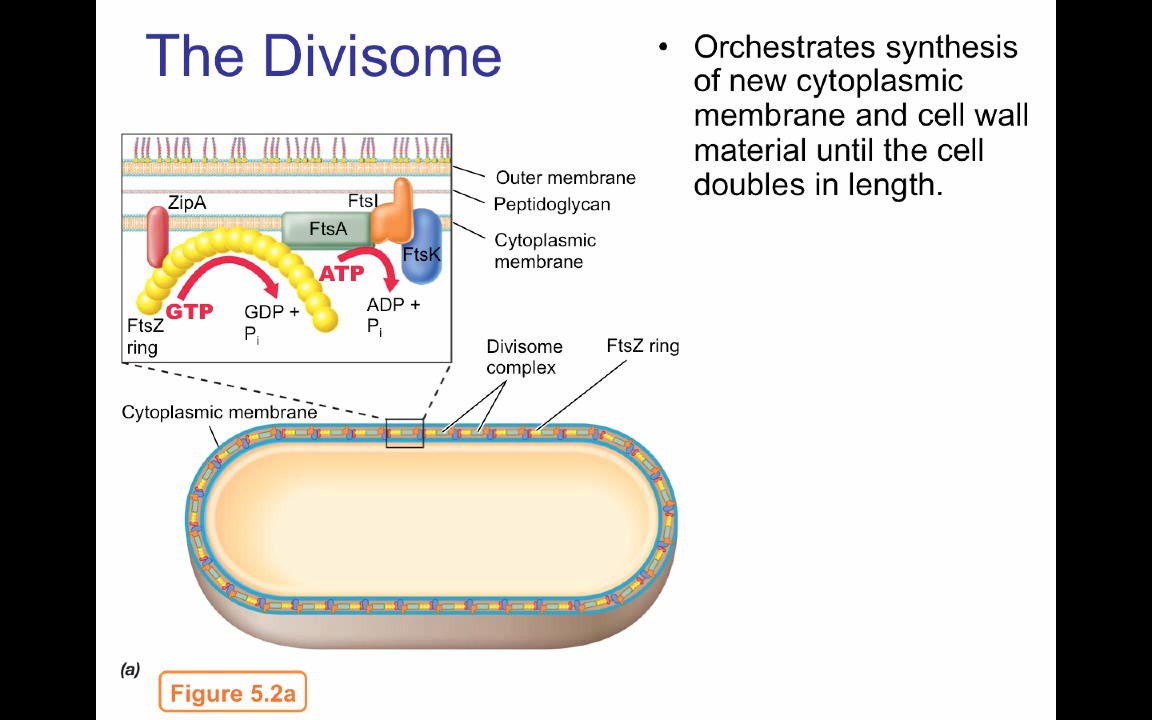 The Divisome
• Orchestrates synthesis
of new cytoplasmic
membrane and cell wall
material until the cell
doubles in length.
Outer membrane
Peptidoglycan
Cytoplasmic
membrane
ZipA
FtsI
FtsA
FtsK
ATP
GTP
GDP +
Pi
ADP +
Pi
FtsZ
ring
Divisome
complex
FtsZ ring
Cytoplasmic membrane
(a)
Figure 5.2a